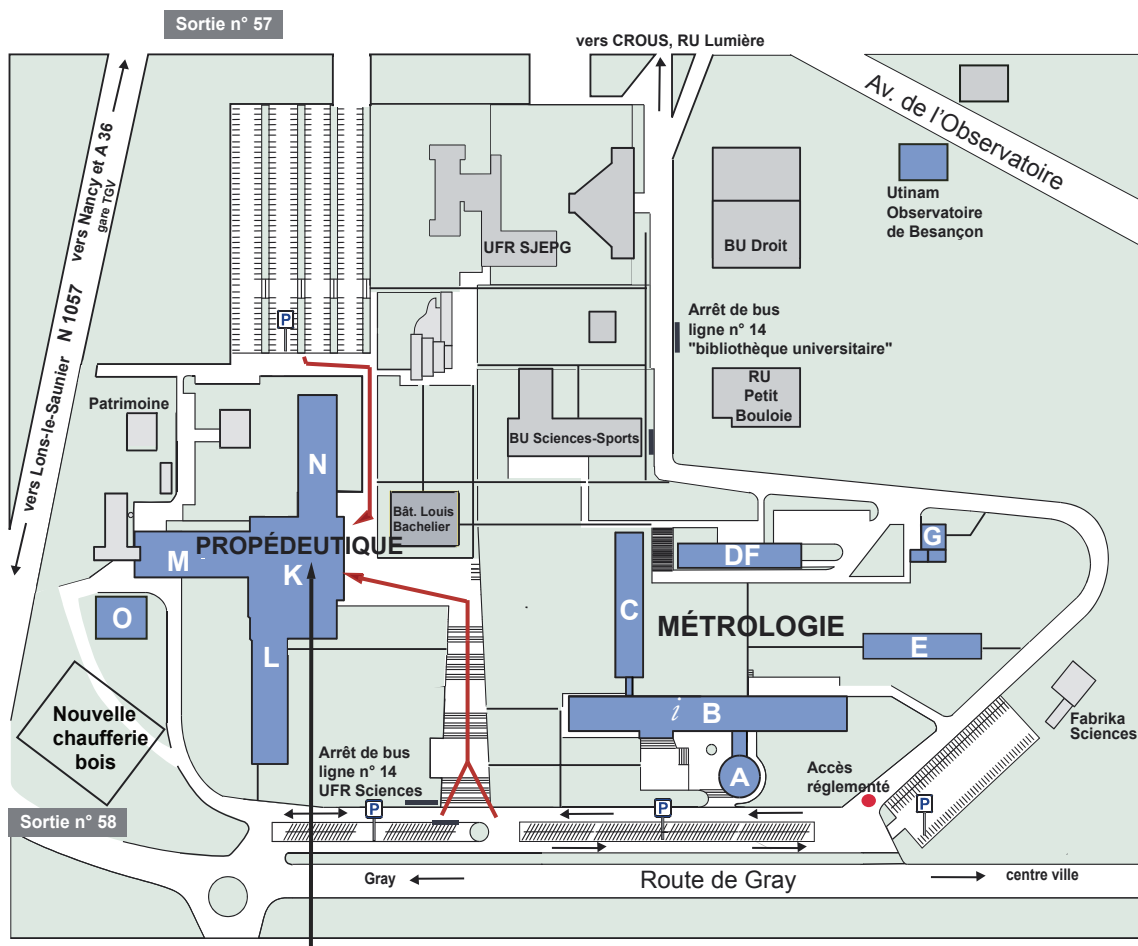 Sortie n° 57
vers CROUS, RU Lumière
Av. de l'Observatoire
vers Nancy et A 36
gare TGV
N 1057
vers Lons-le-Saunier
Utinam
Observatoire
de Besançon
UFR SJEPG
BU Droit
P
Arrêt de bus
ligne n° 14
"bibliothèque universitaire"
RU
Petit
Bouloie
Patrimoine
BU Sciences-Sports
N
Bât. Louis
Bachelier
PROPÉDEUTIQUE
M
K
DF
G
C
O
MÉTROLOGIE
E
L
Nouvelle
chaufferie
bois
i
B
Fabrika
Sciences
Arrêt de bus
ligne n° 14
UFR Sciences
A
Accès
réglementé
P
P
P
Sortie n° 58
Gray
Route de Gray
centre ville